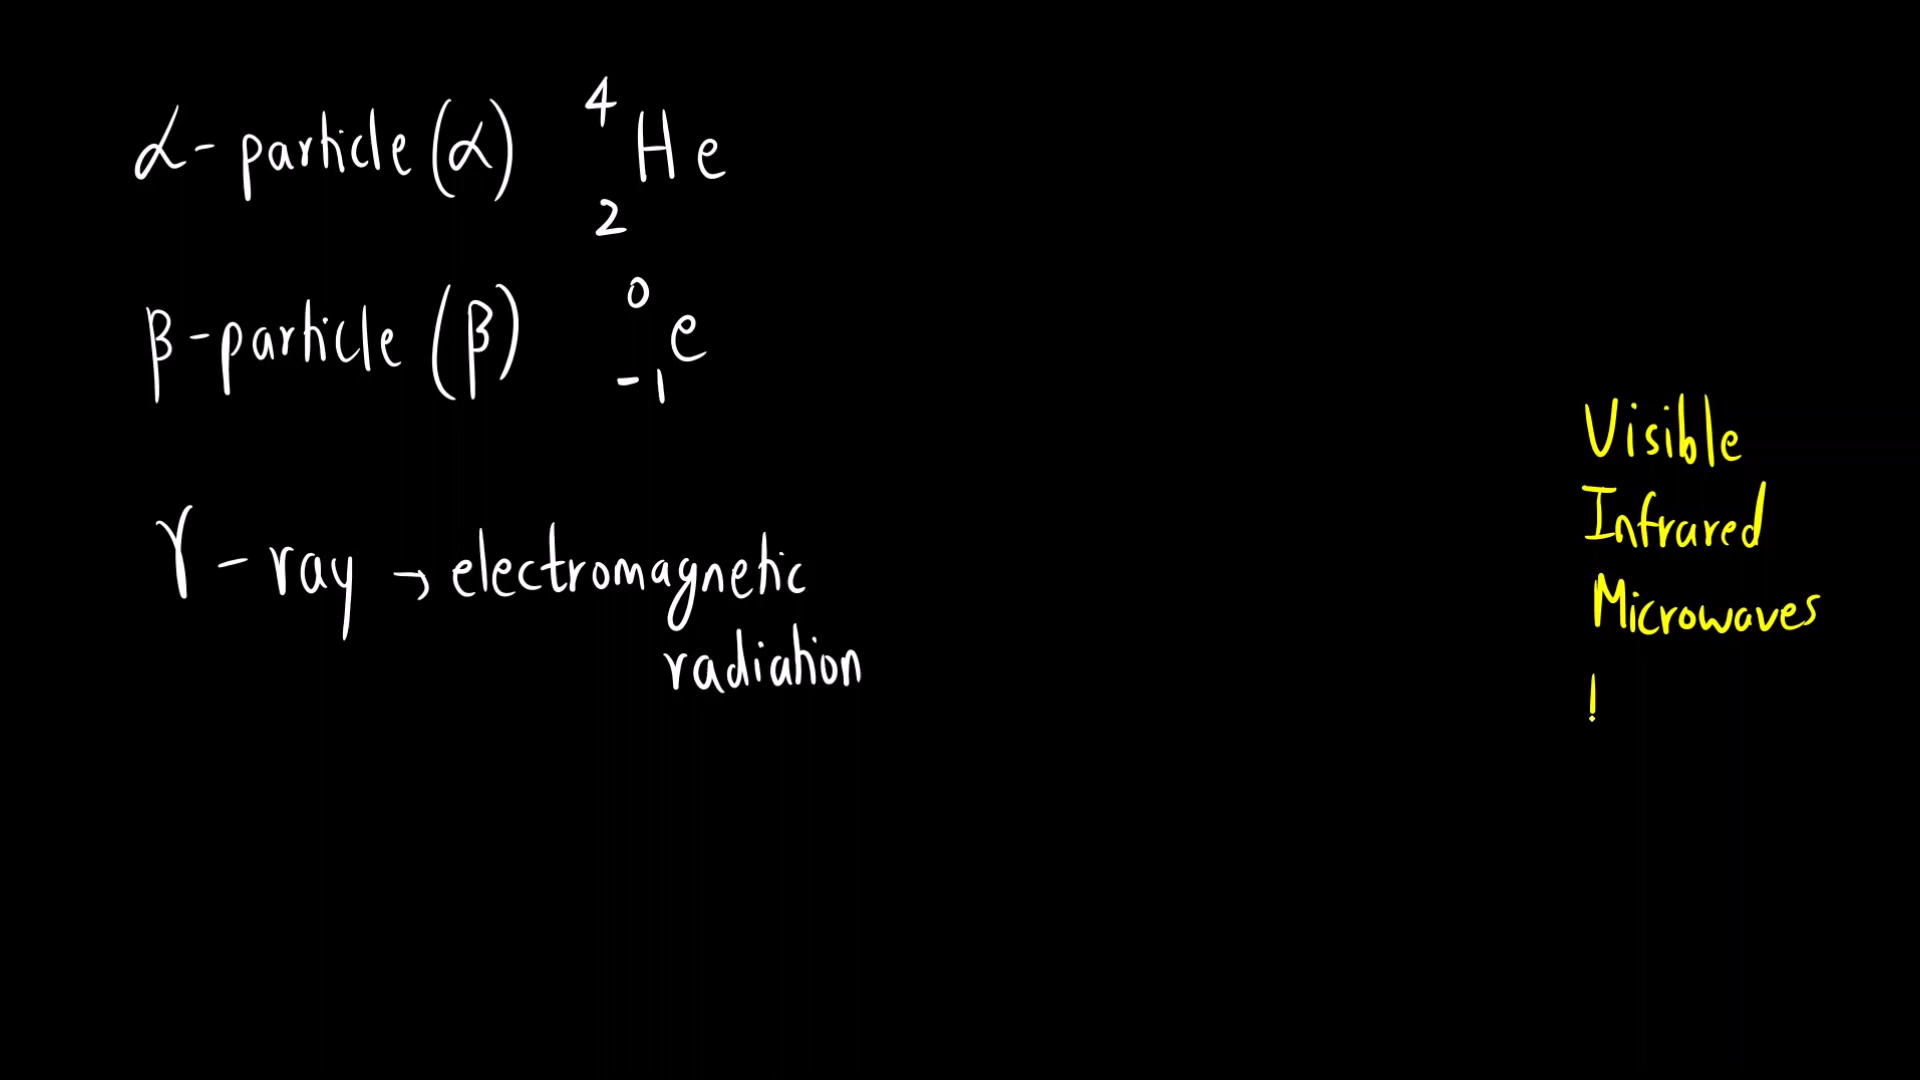 α-particle (α) ⁴₂He
β-particle (β) ⁰₋₁e
γ-ray → electromagnetic
radiation
Visible
Infrared
Microwaves